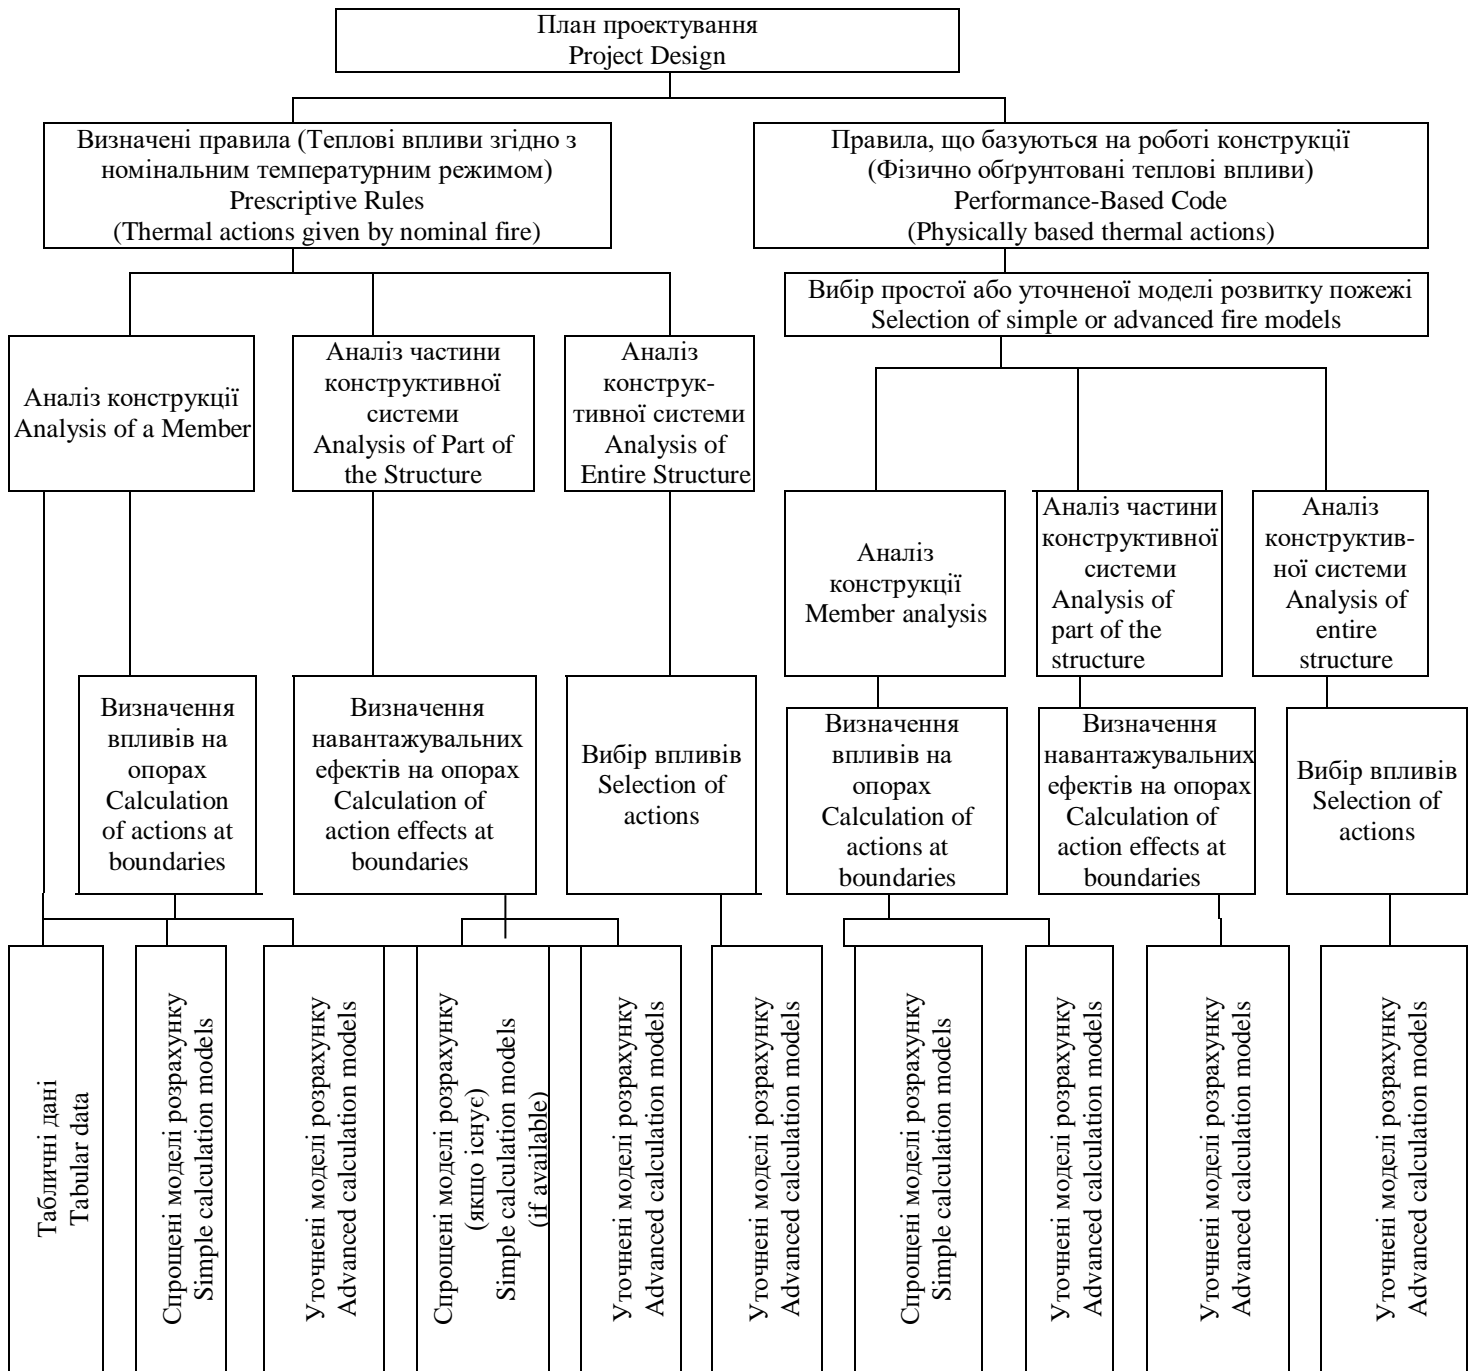 План проектування
Project Design
Визначені правила (Теплові впливи згідно з
номінальним температурним режимом)
Prescriptive Rules
(Thermal actions given by nominal fire)
Правила, що базуються на роботі конструкції
(Фізично обґрунтовані теплові впливи)
Performance-Based Code
(Physically based thermal actions)
Вибір простої або уточненої моделі розвитку пожежі
Selection of simple or advanced fire models
Аналіз конструкції
Analysis of a Member
Аналіз частини
конструктивної
системи
Analysis of Part of
the Structure
Аналіз
конструк-
тивної системи
Analysis of
Entire Structure
Аналіз
конструкції
Member analysis
Аналіз частини
конструктивної
системи
Analysis of
part of the
structure
Аналіз
конструктив-
ної системи
Analysis of
entire
structure
Визначення
впливів на
опорах
Calculation
of actions at
boundaries
Визначення
навантажувальних
ефектів на опорах
Calculation of
action effects at
boundaries
Вибір впливів
Selection of
actions
Визначення
впливів на
опорах
Calculation of
actions at
boundaries
Визначення
навантажувальних
ефектів на опорах
Calculation of
action effects at
boundaries
Вибір впливів
Selection of
actions
Табличні дані
Tabular data
Спрощені моделі розрахунку
Simple calculation models
Уточнені моделі розрахунку
Advanced calculation models
Спрощені моделі розрахунку
(якщо існує)
Simple calculation models
(if available)
Уточнені моделі розрахунку
Advanced calculation models
Уточнені моделі розрахунку
Advanced calculation models
Спрощені моделі розрахунку
Simple calculation models
Уточнені моделі розрахунку
Advanced calculation models
Уточнені моделі розрахунку
Advanced calculation models
Уточнені моделі розрахунку
Advanced calculation models